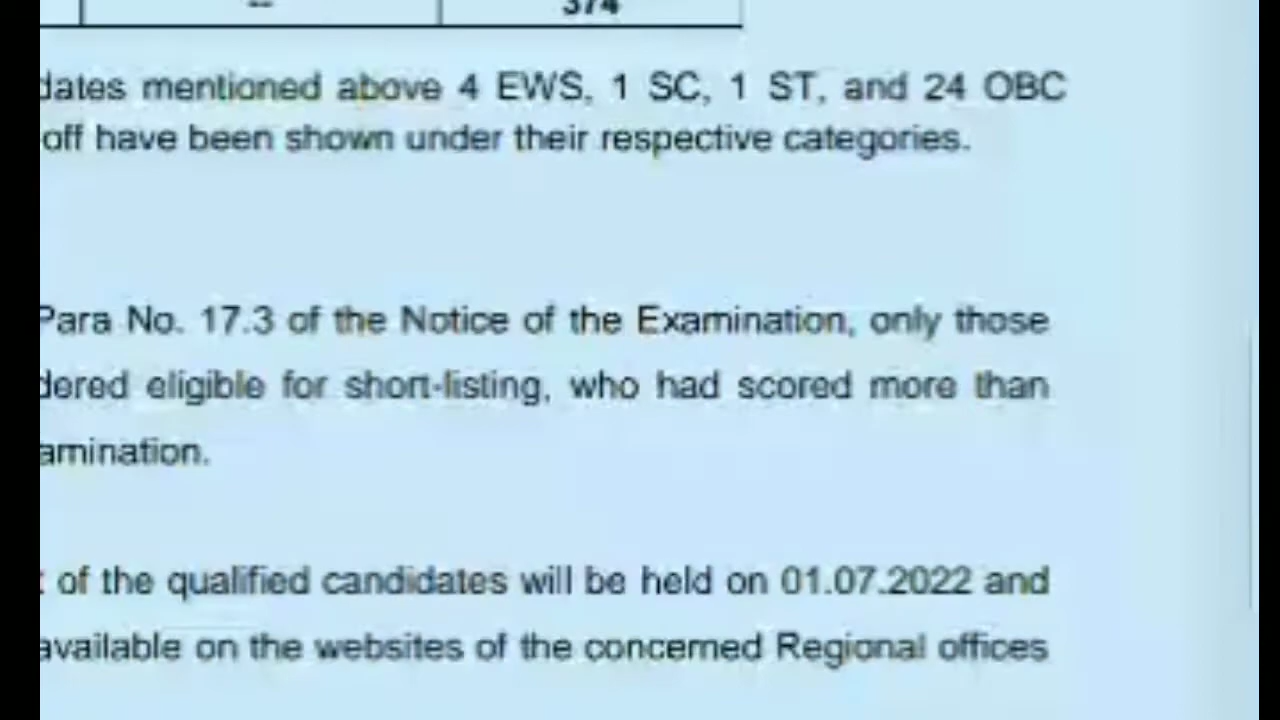 -- 374
dates mentioned above 4 EWS, 1 SC, 1 ST, and 24 OBC
off have been shown under their respective categories.
Para No. 17.3 of the Notice of the Examination, only those
dered eligible for short-listing, who had scored more than
amination.
of the qualified candidates will be held on 01.07.2022 and
available on the websites of the concerned Regional offices